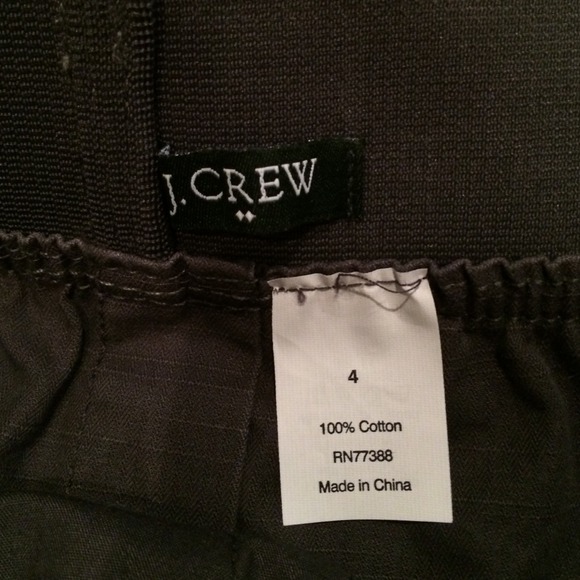 J.CREW
4
100% Cotton
RN77388
Made in China